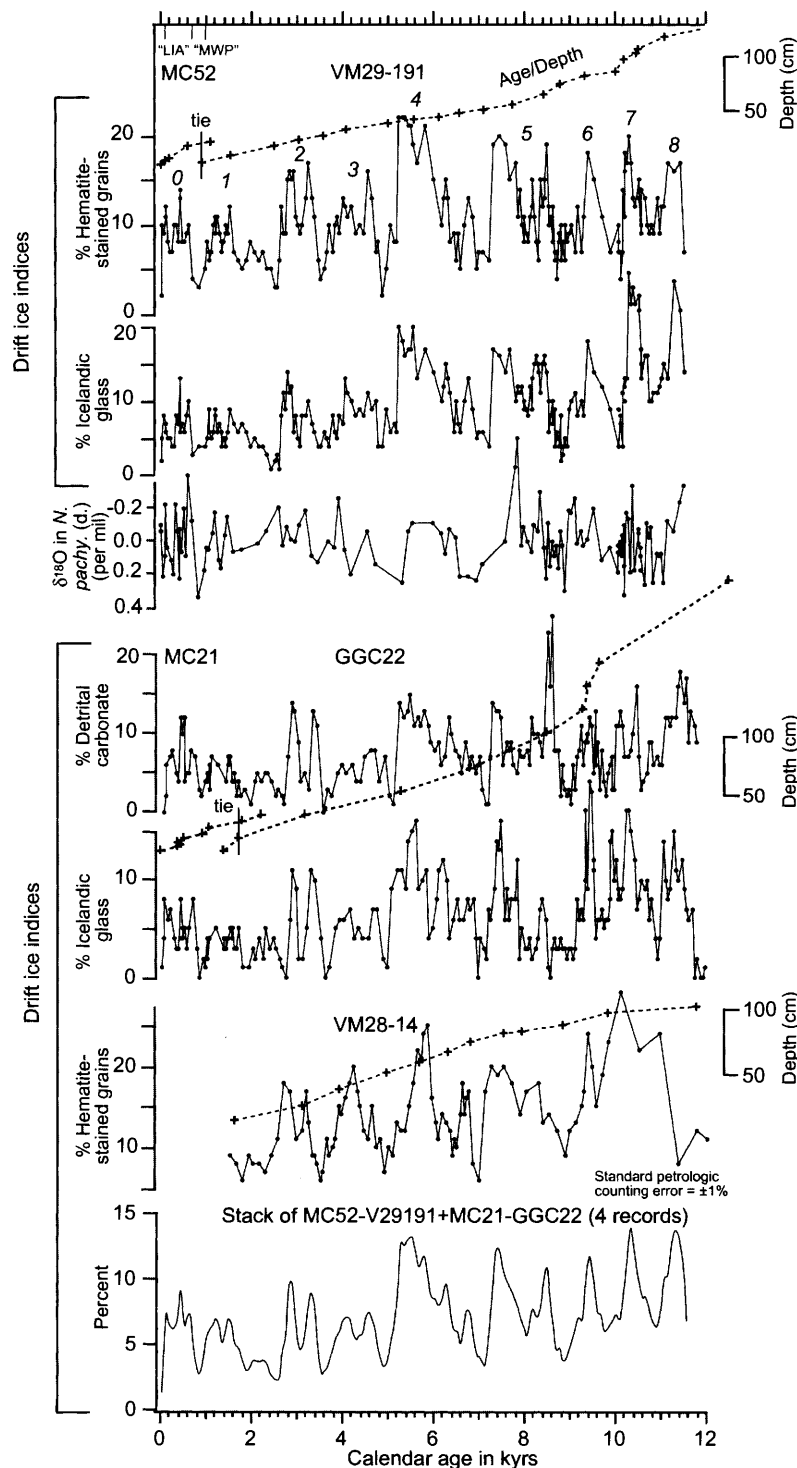 "LIA" "MWP"
MC52 VM29-191 Age/Depth
100
50
Depth (cm)
tie
0 1 2 3 4 5 6 7 8
Drift ice indices
% Hematite-
stained grains
20
10
0
% Icelandic
glass
20
10
0
δ18O in N.
pachy. (d.)
(per mil)
-0.2
0.0
0.2
0.4
MC21 GGC22
Drift ice indices
% Detrital
carbonate
20
10
0
100
50
Depth (cm)
tie
% Icelandic
glass
10
0
VM28-14
100
50
Depth (cm)
% Hematite-
stained grains
20
10
Standard petrologic
counting error = ±1%
Stack of MC52-V29191+MC21-GGC22 (4 records)
Percent
15
10
5
0
0 2 4 6 8 10 12
Calendar age in kyrs